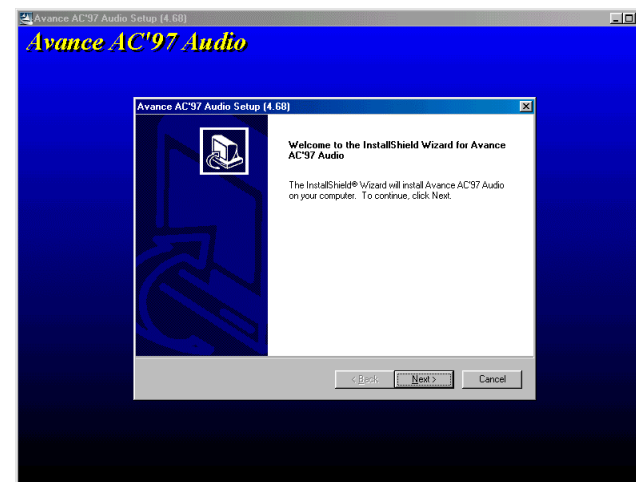 Avance AC'97 Audio Setup (4.68)
Avance AC'97 Audio
Avance AC'97 Audio Setup (4.68)
Welcome to the InstallShield Wizard for Avance
AC'97 Audio
The InstallShield® Wizard will install Avance AC'97 Audio
on your computer. To continue, click Next.
< Back
Next >
Cancel